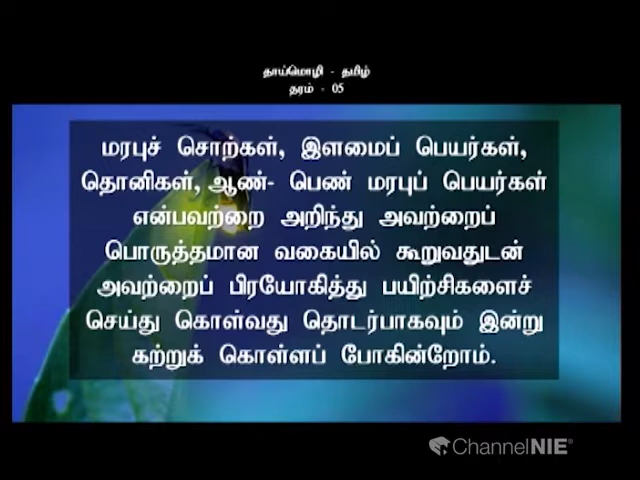 தாய்மொழி - தமிழ்
தரம் - 05
மரபுச் சொற்கள், இளமைப் பெயர்கள்,
தொனிகள், ஆண்- பெண் மரபுப் பெயர்கள்
என்பவற்றை அறிந்து அவற்றைப்
பொருத்தமான வகையில் கூறுவதுடன்
அவற்றைப் பிரயோகித்து பயிற்சிகளைச்
செய்து கொள்வது தொடர்பாகவும் இன்று
கற்றுக் கொள்ளப் போகின்றோம்.
ChannelNIE